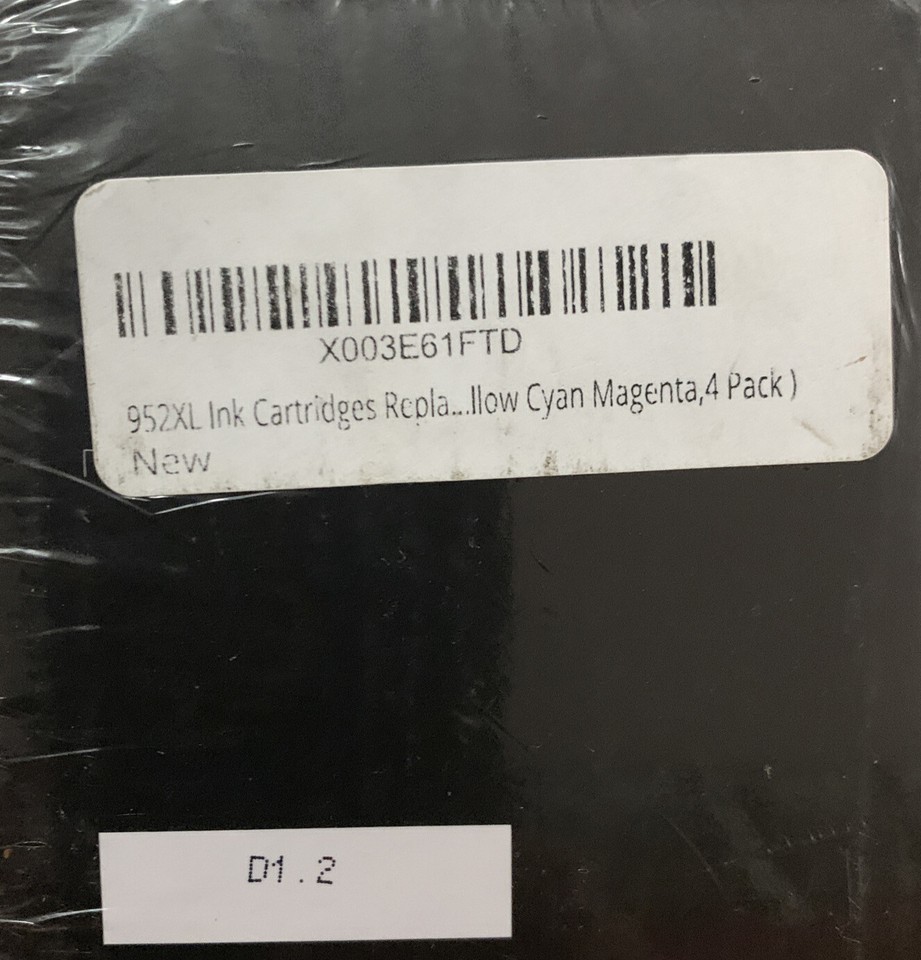 X003E61FTD
952XL Ink Cartridges Repla...llow Cyan Magenta,4 Pack )
New
D1.2